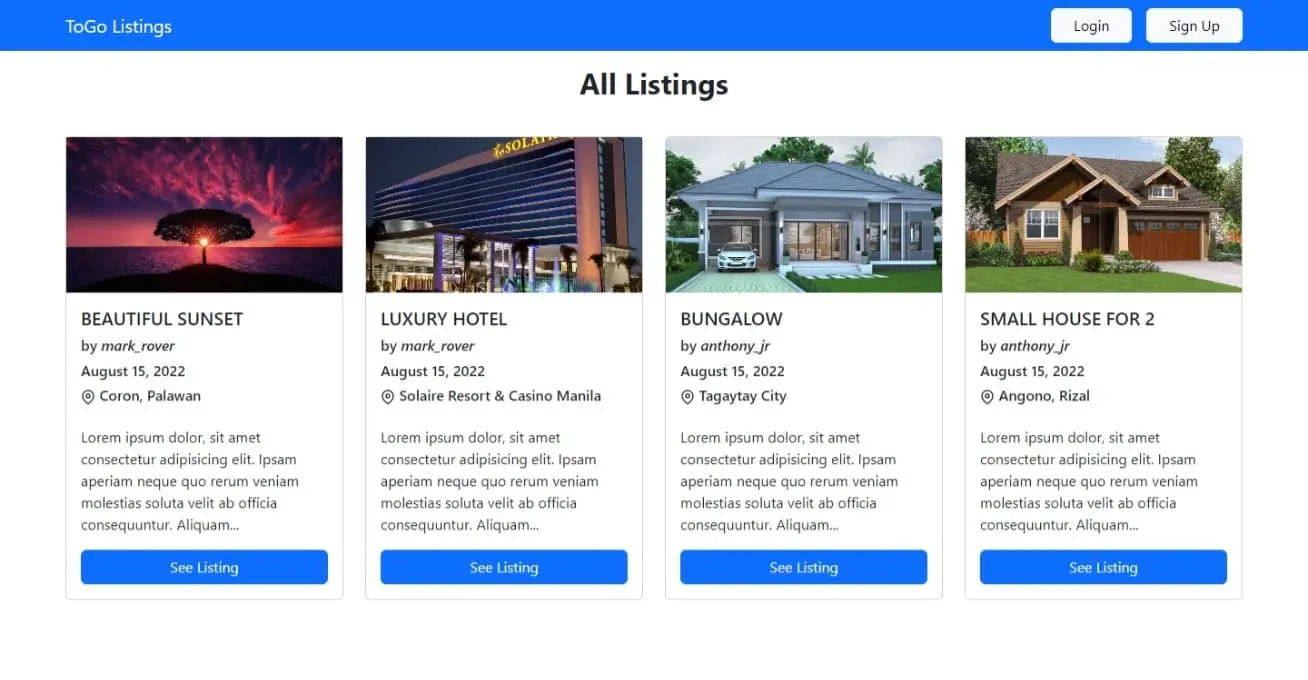 ToGo Listings
Login
Sign Up
All Listings
BEAUTIFUL SUNSET
by mark_rover
August 15, 2022
Coron, Palawan
Lorem ipsum dolor, sit amet
consectetur adipisicing elit. Ipsam
aperiam neque quo rerum veniam
molestias soluta velit ab officia
consequuntur. Aliquam...
See Listing
LUXURY HOTEL
by mark_rover
August 15, 2022
Solaire Resort & Casino Manila
Lorem ipsum dolor, sit amet
consectetur adipisicing elit. Ipsam
aperiam neque quo rerum veniam
molestias soluta velit ab officia
consequuntur. Aliquam...
See Listing
BUNGALOW
by anthony_jr
August 15, 2022
Tagaytay City
Lorem ipsum dolor, sit amet
consectetur adipisicing elit. Ipsam
aperiam neque quo rerum veniam
molestias soluta velit ab officia
consequuntur. Aliquam...
See Listing
SMALL HOUSE FOR 2
by anthony_jr
August 15, 2022
Angono, Rizal
Lorem ipsum dolor, sit amet
consectetur adipisicing elit. Ipsam
aperiam neque quo rerum veniam
molestias soluta velit ab officia
consequuntur. Aliquam...
See Listing